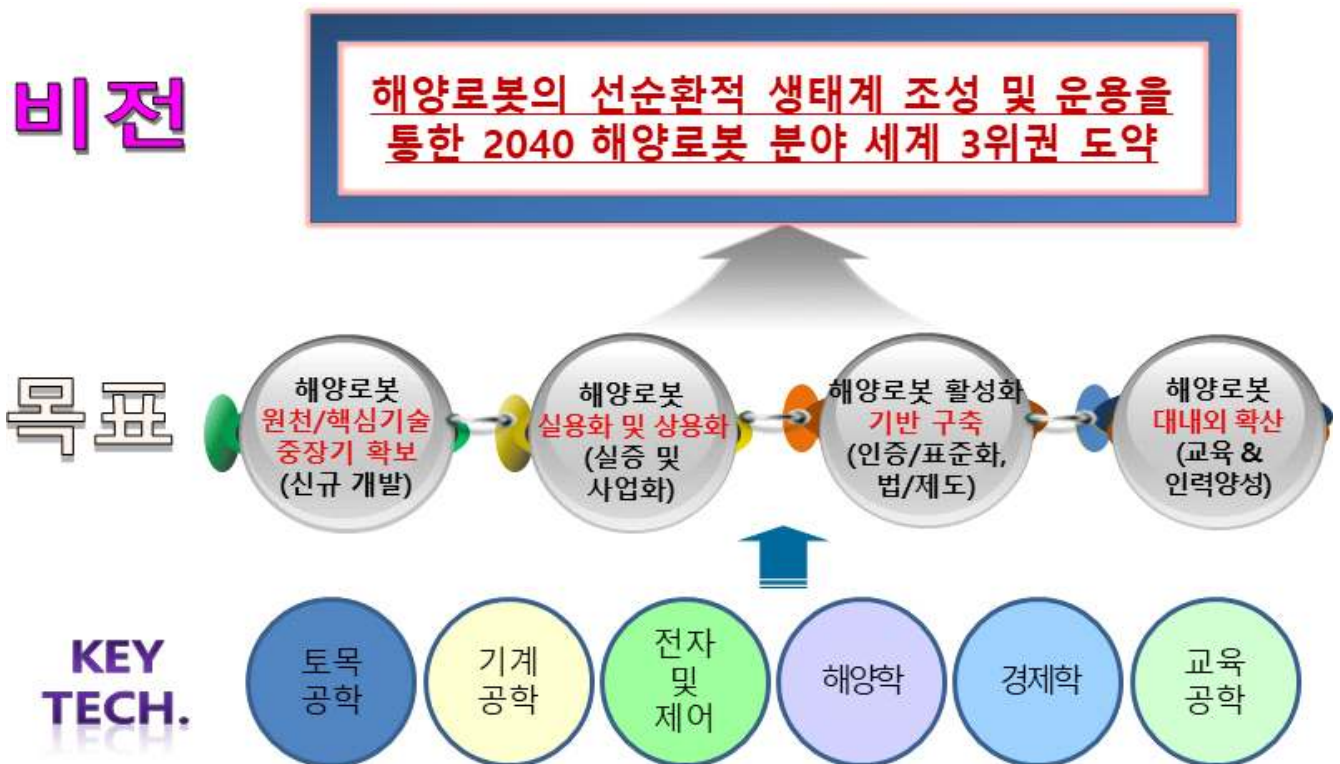 비전
해양로봇의 선순환적 생태계 조성 및 운용을
통한 2040 해양로봇 분야 세계 3위권 도약
목표
해양로봇
원천/핵심기술
중장기 확보
(신규 개발)
해양로봇
실용화 및 상용화
(실증 및
사업화)
해양로봇 활성화
기반 구축
(인증/표준화,
법/제도)
해양로봇
대내외 확산
(교육 &
인력양성)
KEY
TECH.
토목
공학
기계
공학
전자
및
제어
해양학
경제학
교육
공학